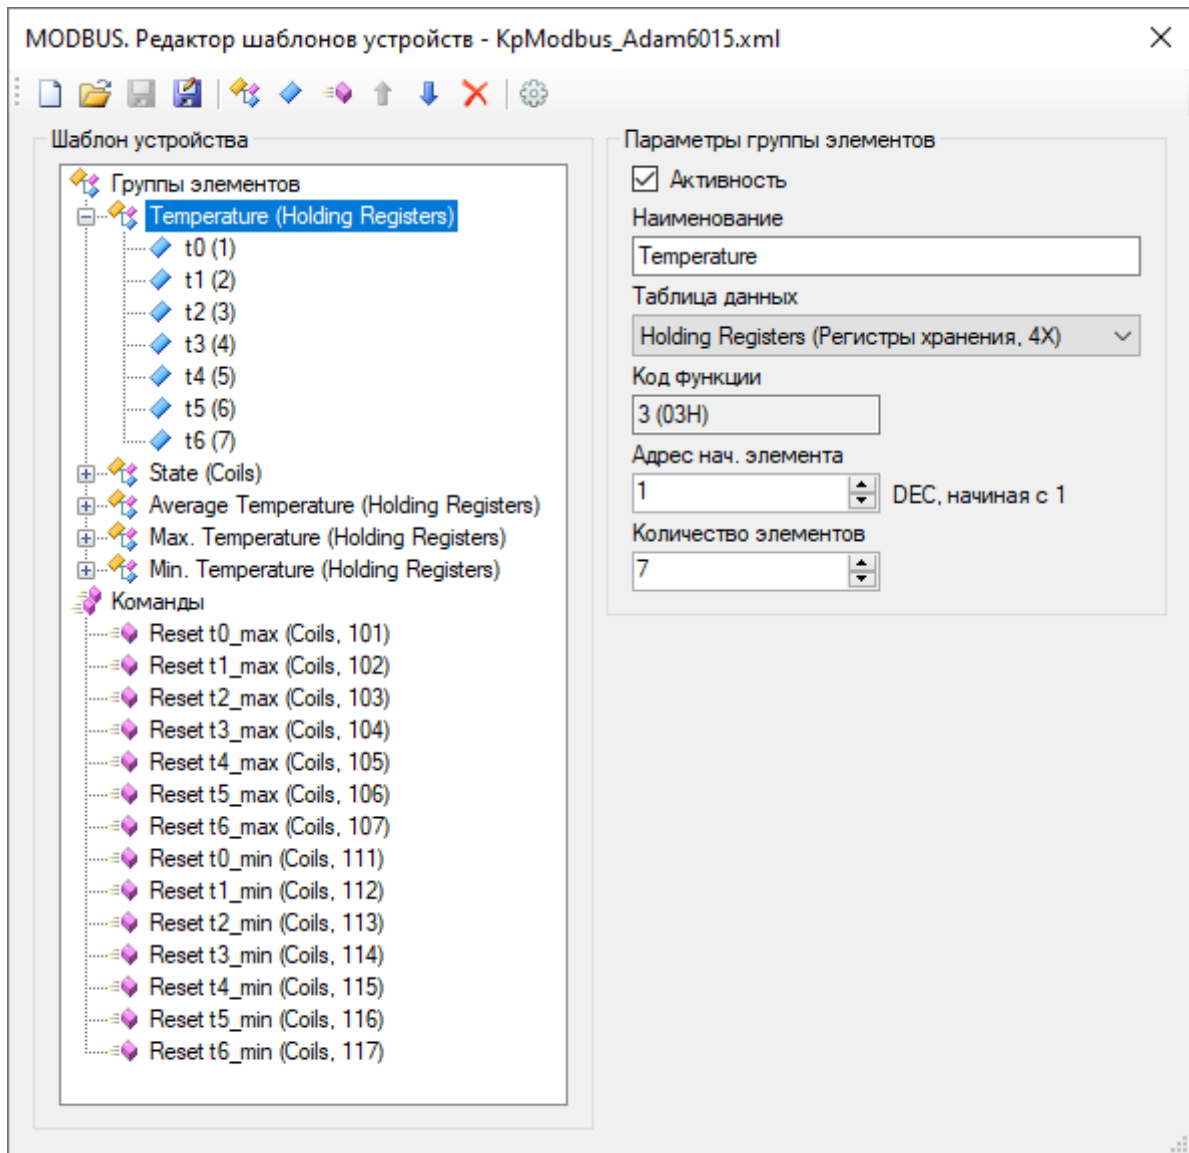 MODBUS. Редактор шаблонов устройств - KpModbus_Adam6015.xml
Шаблон устройства
Группы элементов
Temperature (Holding Registers)
t0 (1)
t1 (2)
t2 (3)
t3 (4)
t4 (5)
t5 (6)
t6 (7)
State (Coils)
Average Temperature (Holding Registers)
Max. Temperature (Holding Registers)
Min. Temperature (Holding Registers)
Команды
Reset t0_max (Coils, 101)
Reset t1_max (Coils, 102)
Reset t2_max (Coils, 103)
Reset t3_max (Coils, 104)
Reset t4_max (Coils, 105)
Reset t5_max (Coils, 106)
Reset t6_max (Coils, 107)
Reset t0_min (Coils, 111)
Reset t1_min (Coils, 112)
Reset t2_min (Coils, 113)
Reset t3_min (Coils, 114)
Reset t4_min (Coils, 115)
Reset t5_min (Coils, 116)
Reset t6_min (Coils, 117)
Параметры группы элементов
Активность
Наименование
Temperature
Таблица данных
Holding Registers (Регистры хранения, 4X)
Код функции
3 (03H)
Адрес нач. элемента
1 DEC, начиная с 1
Количество элементов
7